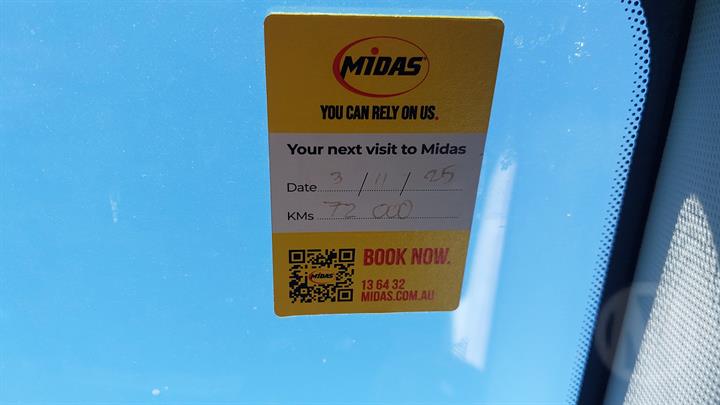 MIDAS
YOU CAN RELY ON US.
Your next visit to Midas
Date 3 / 11 / 25
KMs 72 000
MIDAS
BOOK NOW.
13 64 32
MIDAS.COM.AU